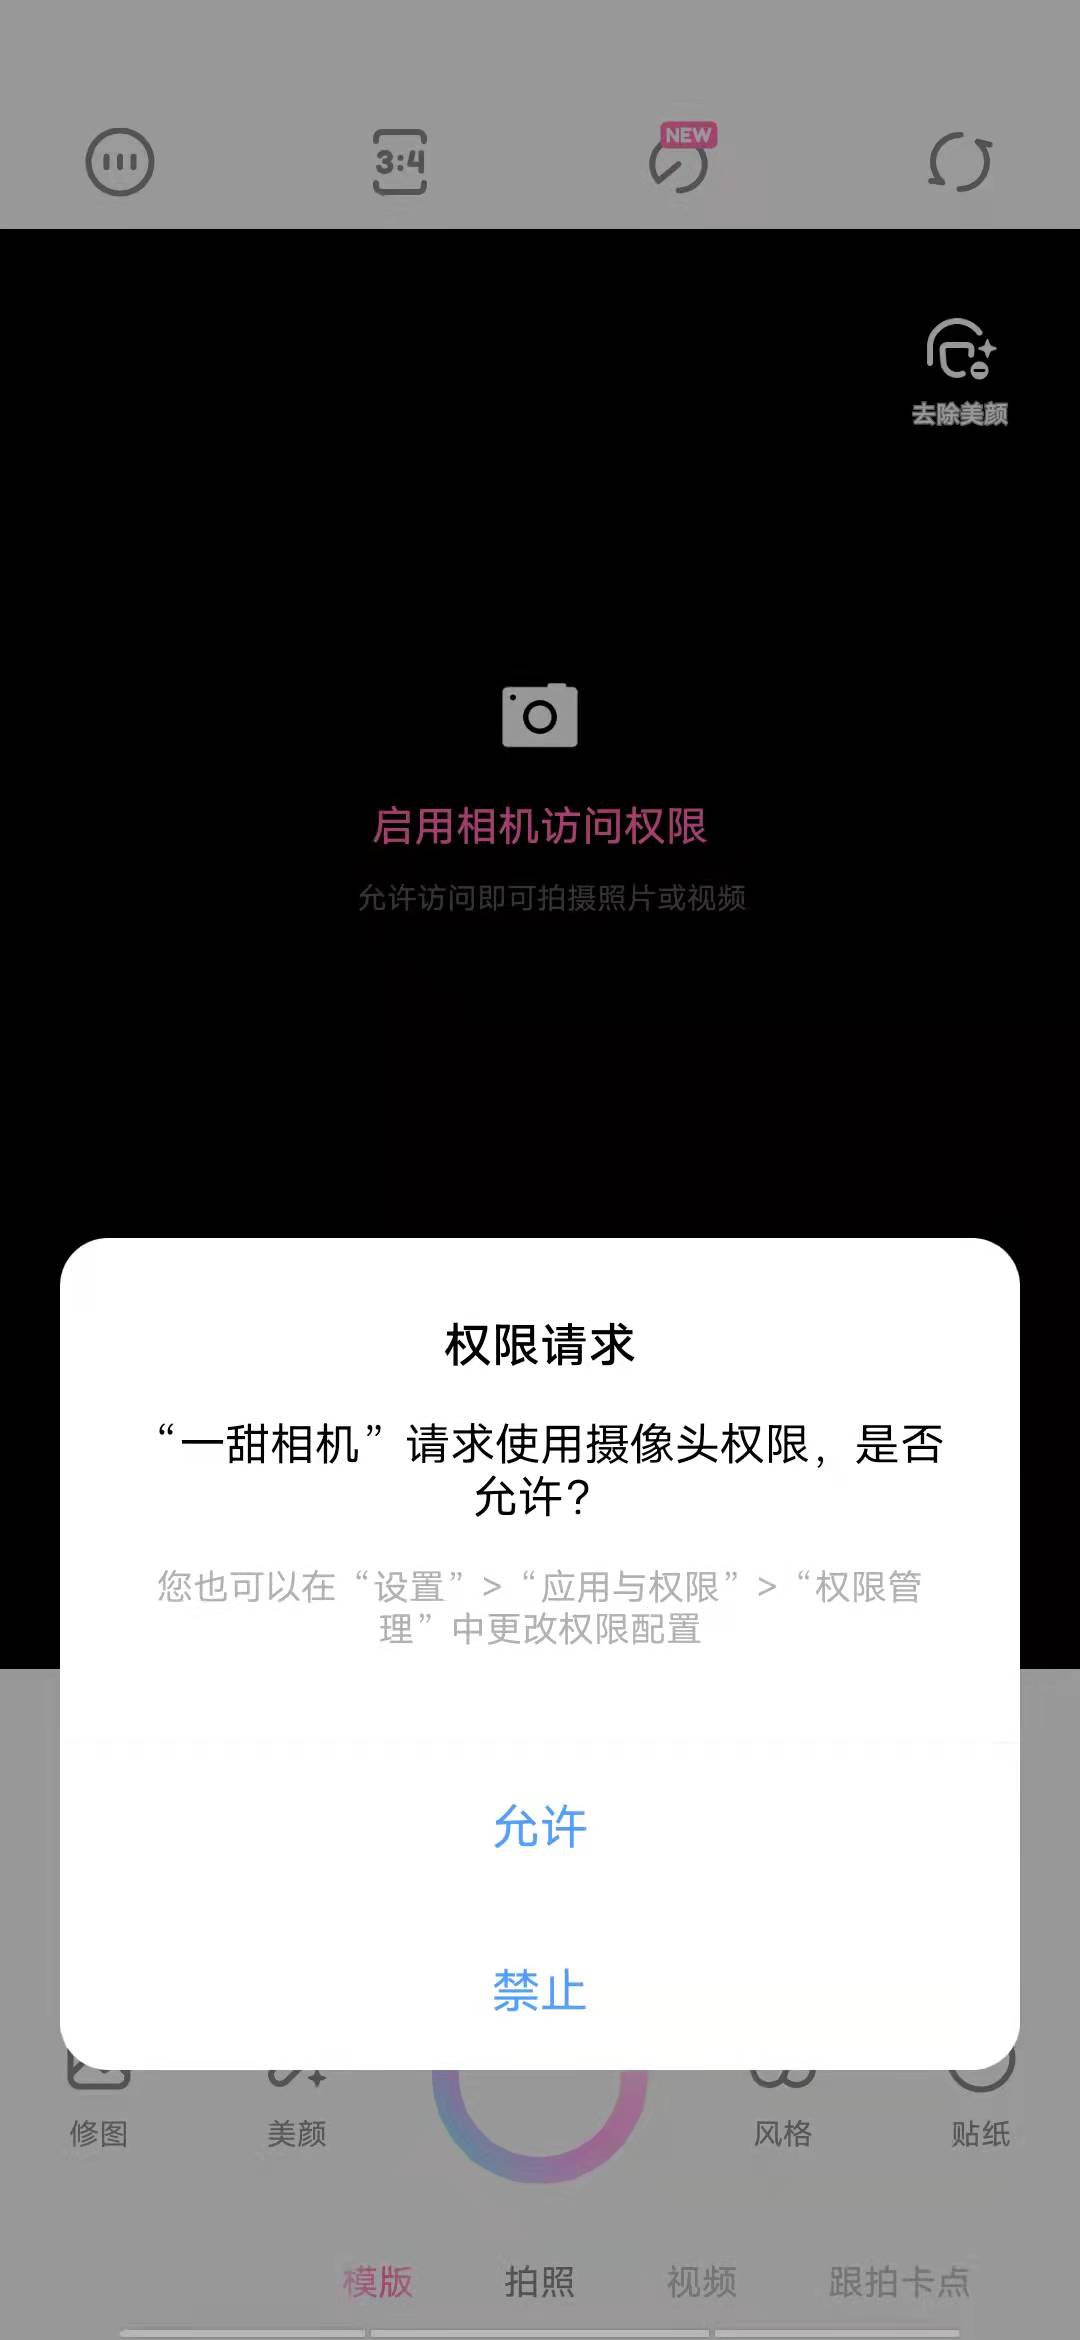 3:4
NEW
去除美颜
启用相机访问权限
允许访问即可拍摄照片或视频
权限请求
“一甜相机”请求使用摄像头权限，是否
允许？
您也可以在“设置”>“应用与权限”>“权限管
理”中更改权限配置
允许
禁止
修图
美颜
风格
贴纸
模版
拍照
视频
跟拍卡点